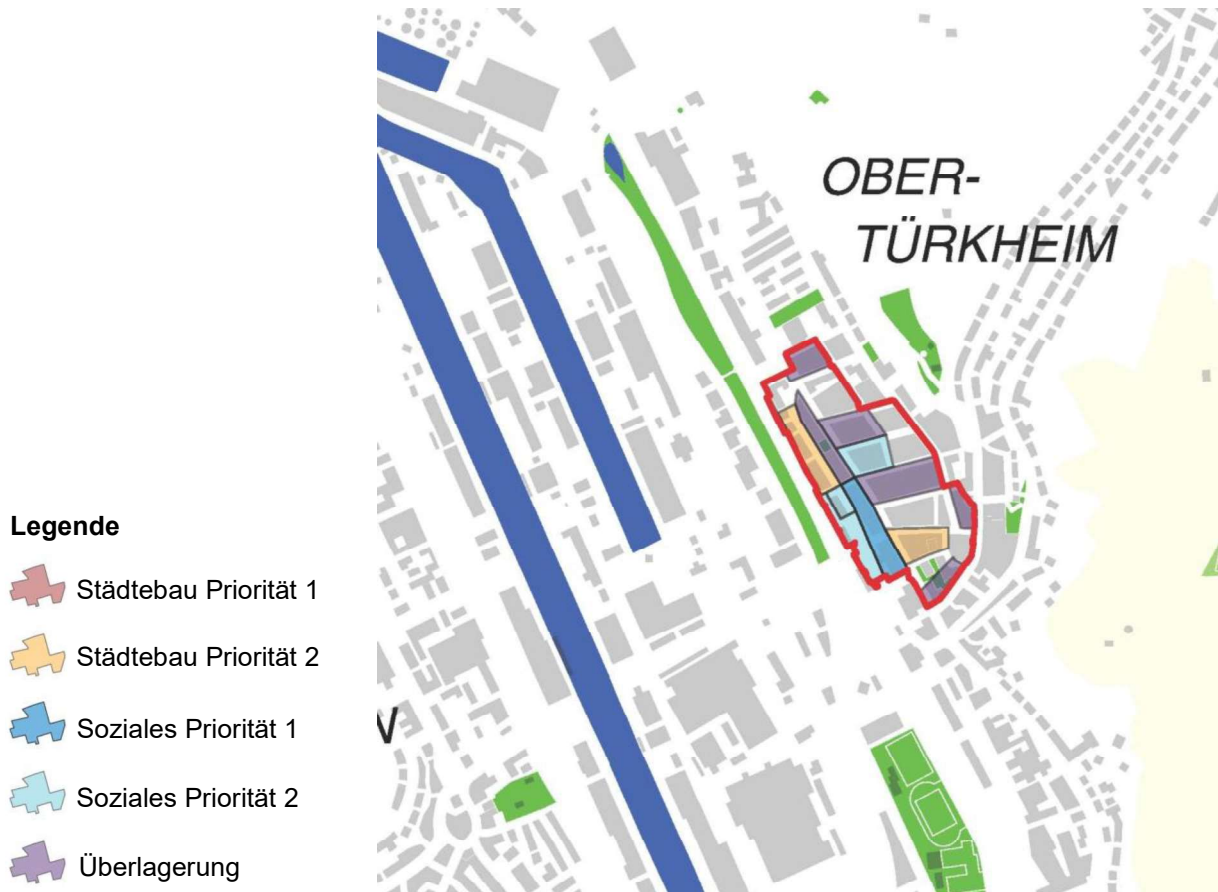 OBER-
TÜRKHEIM
N
Legende
Städtebau Priorität 1
Städtebau Priorität 2
Soziales Priorität 1
Soziales Priorität 2
Überlagerung